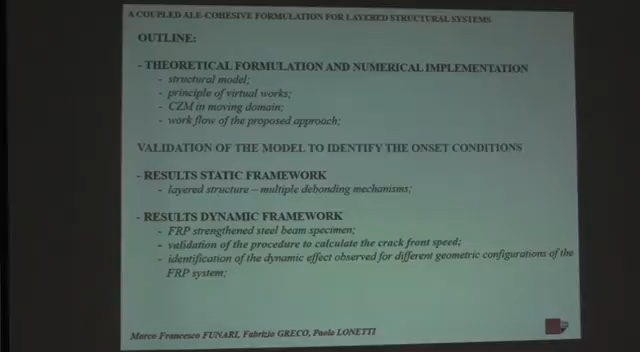 A COUPLED ALE-COHESIVE FORMULATION FOR LAYERED STRUCTURAL SYSTEMS
OUTLINE:
- THEORETICAL FORMULATION AND NUMERICAL IMPLEMENTATION
- structural model;
- principle of virtual works;
- CZM in moving domain;
- work flow of the proposed approach;
VALIDATION OF THE MODEL TO IDENTIFY THE ONSET CONDITIONS
- RESULTS STATIC FRAMEWORK
- layered structure – multiple debonding mechanisms;
- RESULTS DYNAMIC FRAMEWORK
- FRP strengthened steel beam specimen;
- validation of the procedure to calculate the crack front speed;
- identification of the dynamic effect observed for different geometric configurations of the
FRP system;
Marco Francesco FUNARI, Fabrizio GRECO, Paolo LONETTI